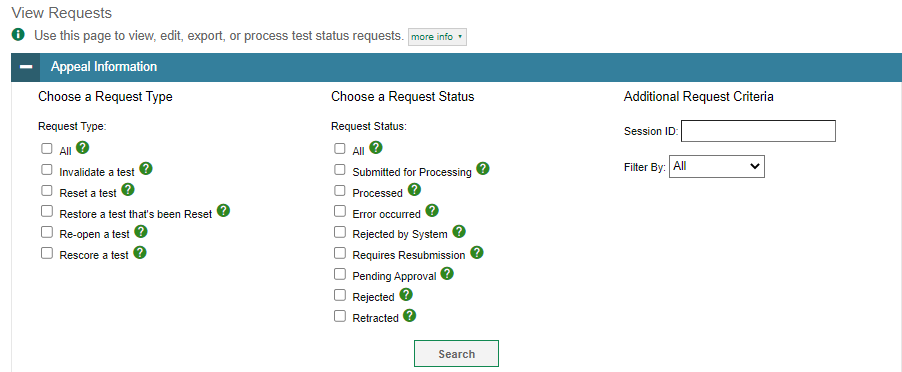 View Requests
Use this page to view, edit, export, or process test status requests. more info
Appeal Information
Choose a Request Type
Request Type:
All
Invalidate a test
Reset a test
Restore a test that's been Reset
Re-open a test
Rescore a test
Choose a Request Status
Request Status:
All
Submitted for Processing
Processed
Error occurred
Rejected by System
Requires Resubmission
Pending Approval
Rejected
Retracted
Additional Request Criteria
Session ID:
Filter By: All
Search